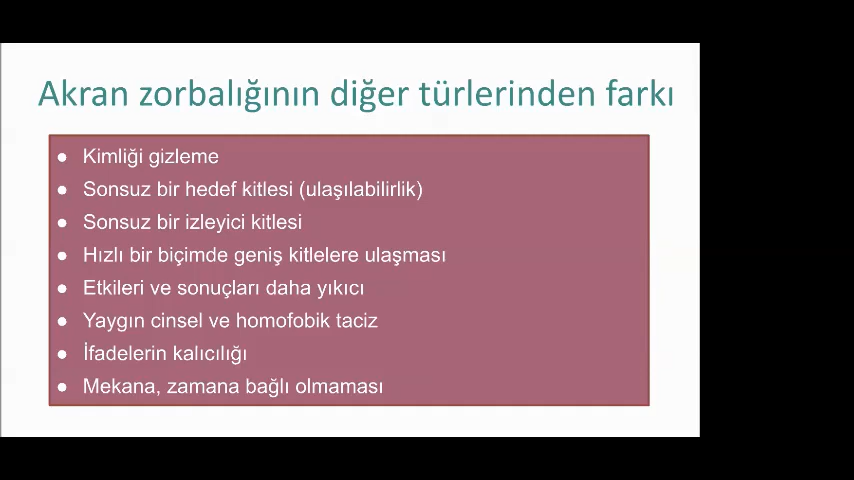 Akran zorbalığının diğer türlerinden farkı
● Kimliği gizleme
● Sonsuz bir hedef kitlesi (ulaşılabilirlik)
● Sonsuz bir izleyici kitlesi
● Hızlı bir biçimde geniş kitlelere ulaşması
● Etkileri ve sonuçları daha yıkıcı
● Yaygın cinsel ve homofobik taciz
● İfadelerin kalıcılığı
● Mekana, zamana bağlı olmaması